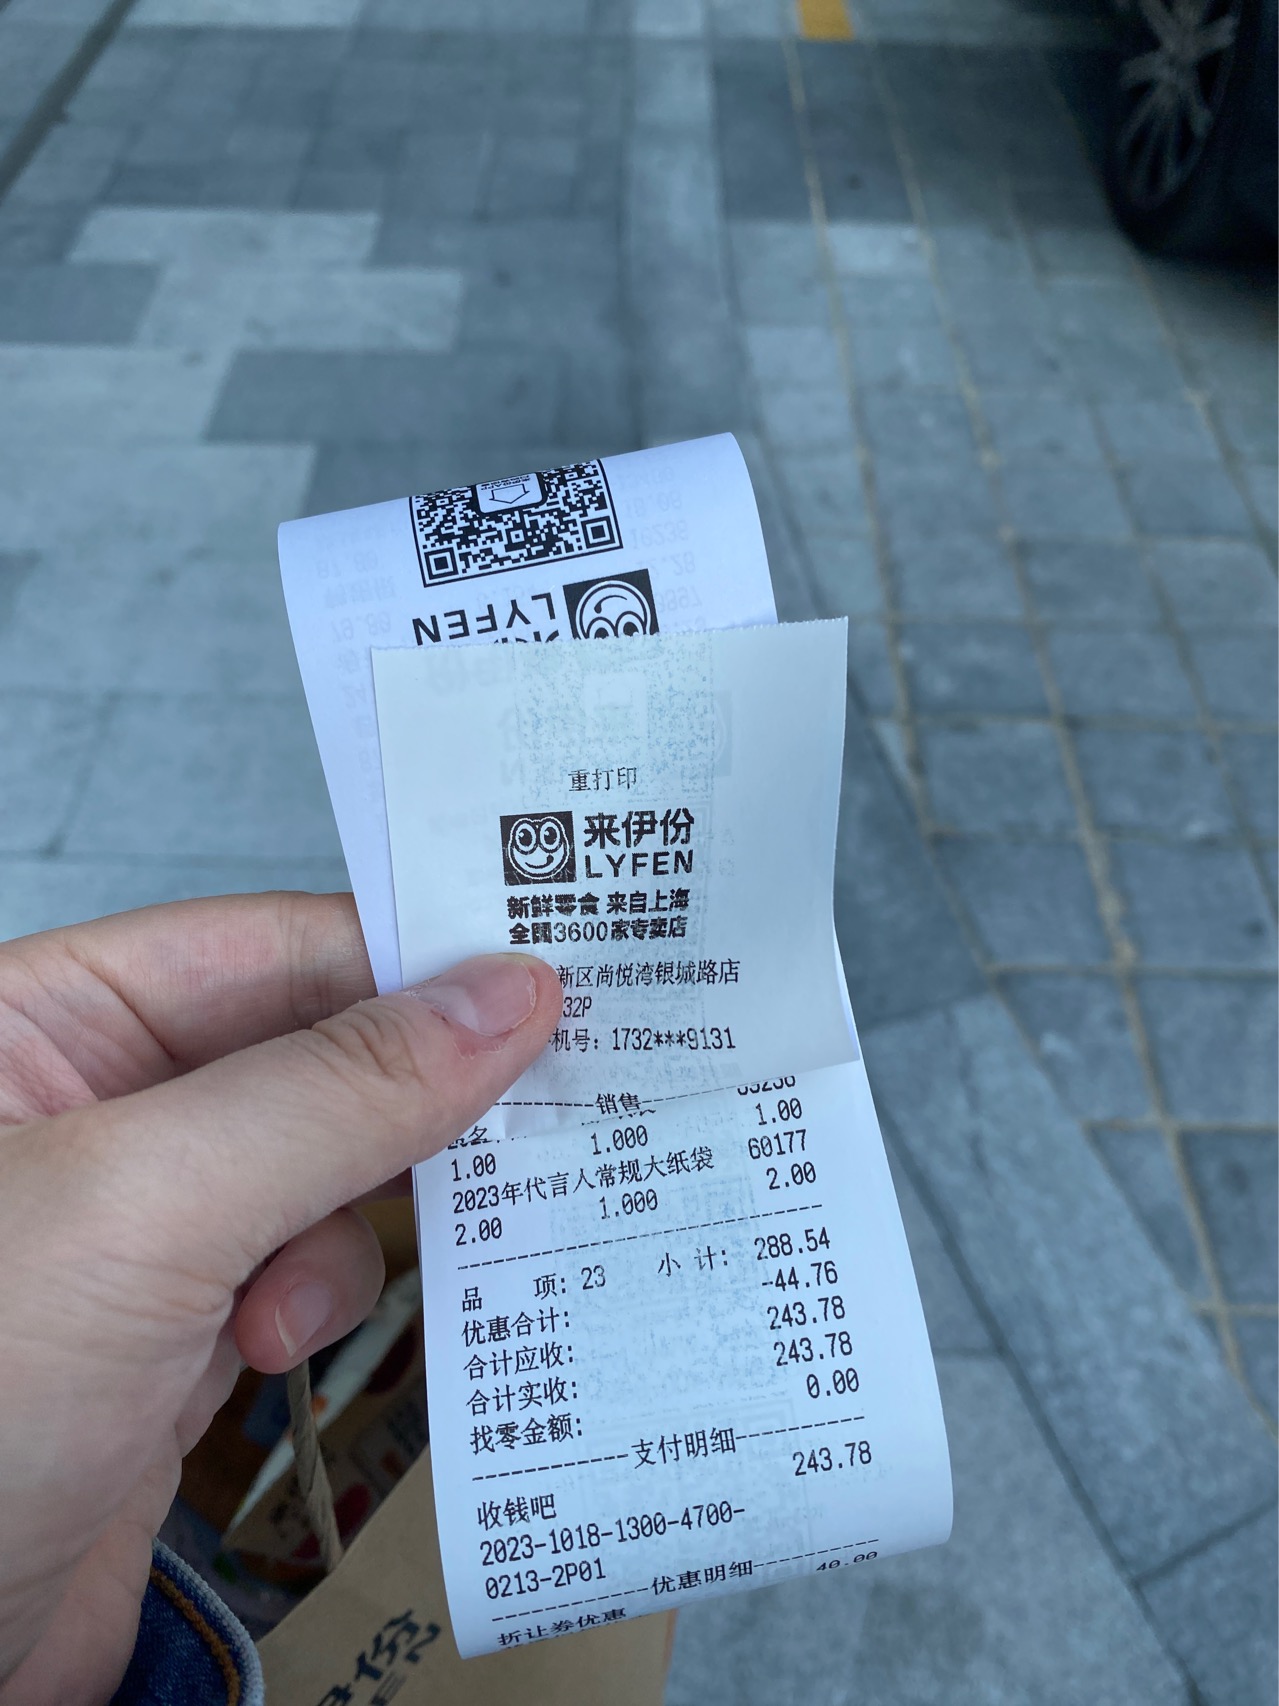 LYFEN
重打印
来伊份
LYFEN
新鲜零食 来自上海
全国3600家专卖店
新区尚悦湾银城路店
32P
机号: 1732***9131
----------销售----------
1.00 1.000 1.00
2023年代言人常规大纸袋 60177
2.00 1.000 2.00
品 项: 23 小 计: 288.54
优惠合计: -44.76
合计应收: 243.78
合计实收: 243.78
找零金额: 0.00
------------支付明细----------
收钱吧 243.78
2023-1018-1300-4700-
0213-2P01
------------优惠明细----------
折让券优惠 40.00